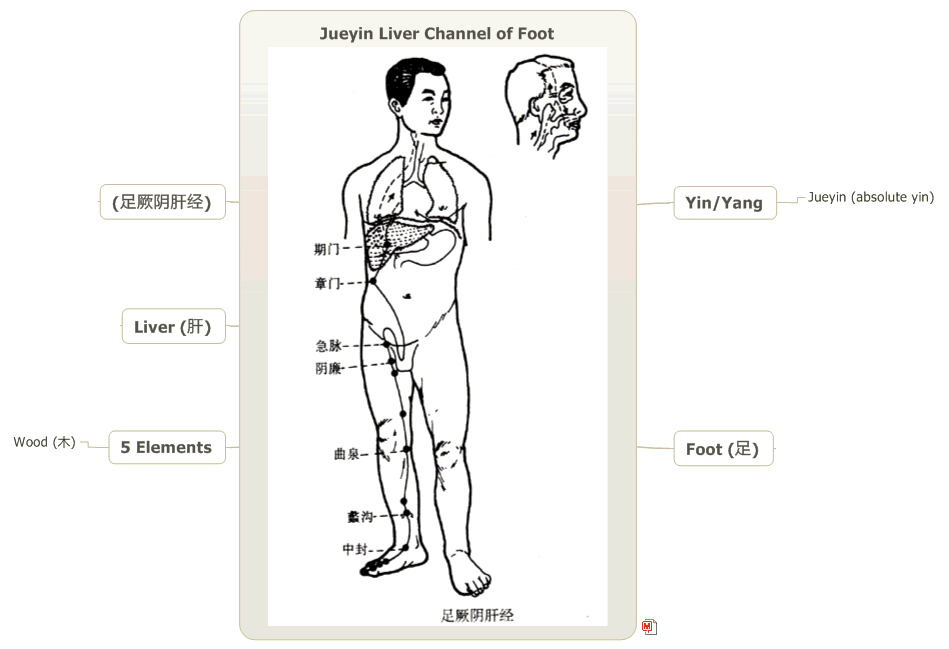 Jueyin Liver Channel of Foot
(足厥阴肝经)
Liver (肝)
5 Elements
Wood (木)
Yin/Yang
Jueyin (absolute yin)
Foot (足)
期门
章门
急脉
阴廉
曲泉
蠡沟
中封
足厥阴肝经